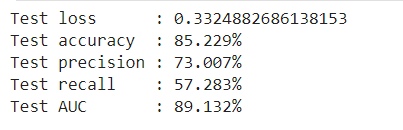 Test loss      : 0.3324882686138153
Test accuracy  : 85.229%
Test precision : 73.007%
Test recall    : 57.283%
Test AUC       : 89.132%